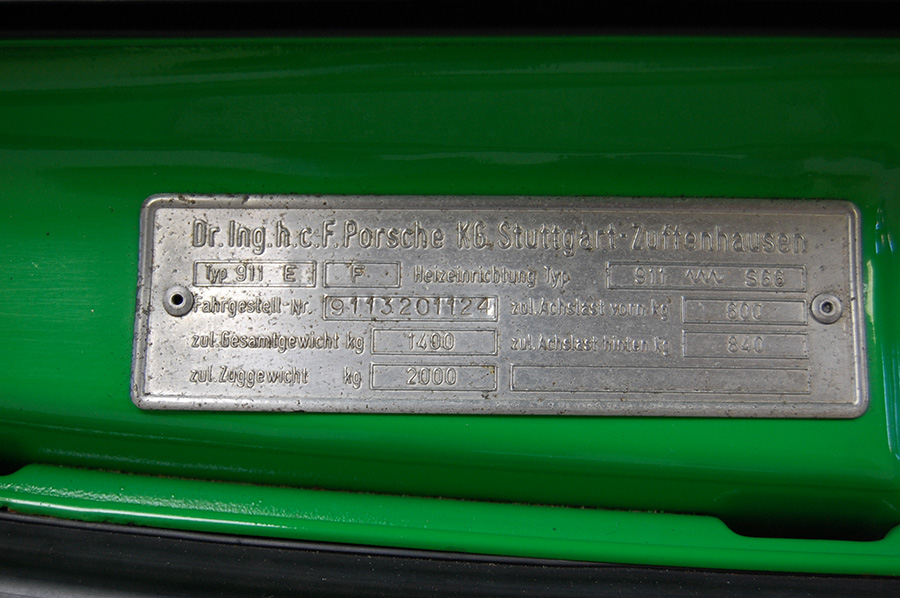 Dr. Ing. h. c. F. Porsche KG, Stuttgart-Zuffenhausen
Typ 911 E F Heizeinrichtung Typ 911 ᨓ S66
Fahrgestell-Nr. 9113201124 zul. Achslast vorn kg 600
zul. Gesamtgewicht kg 1400 zul. Achslast hinten kg 840
zul. Zuggewicht kg 2000